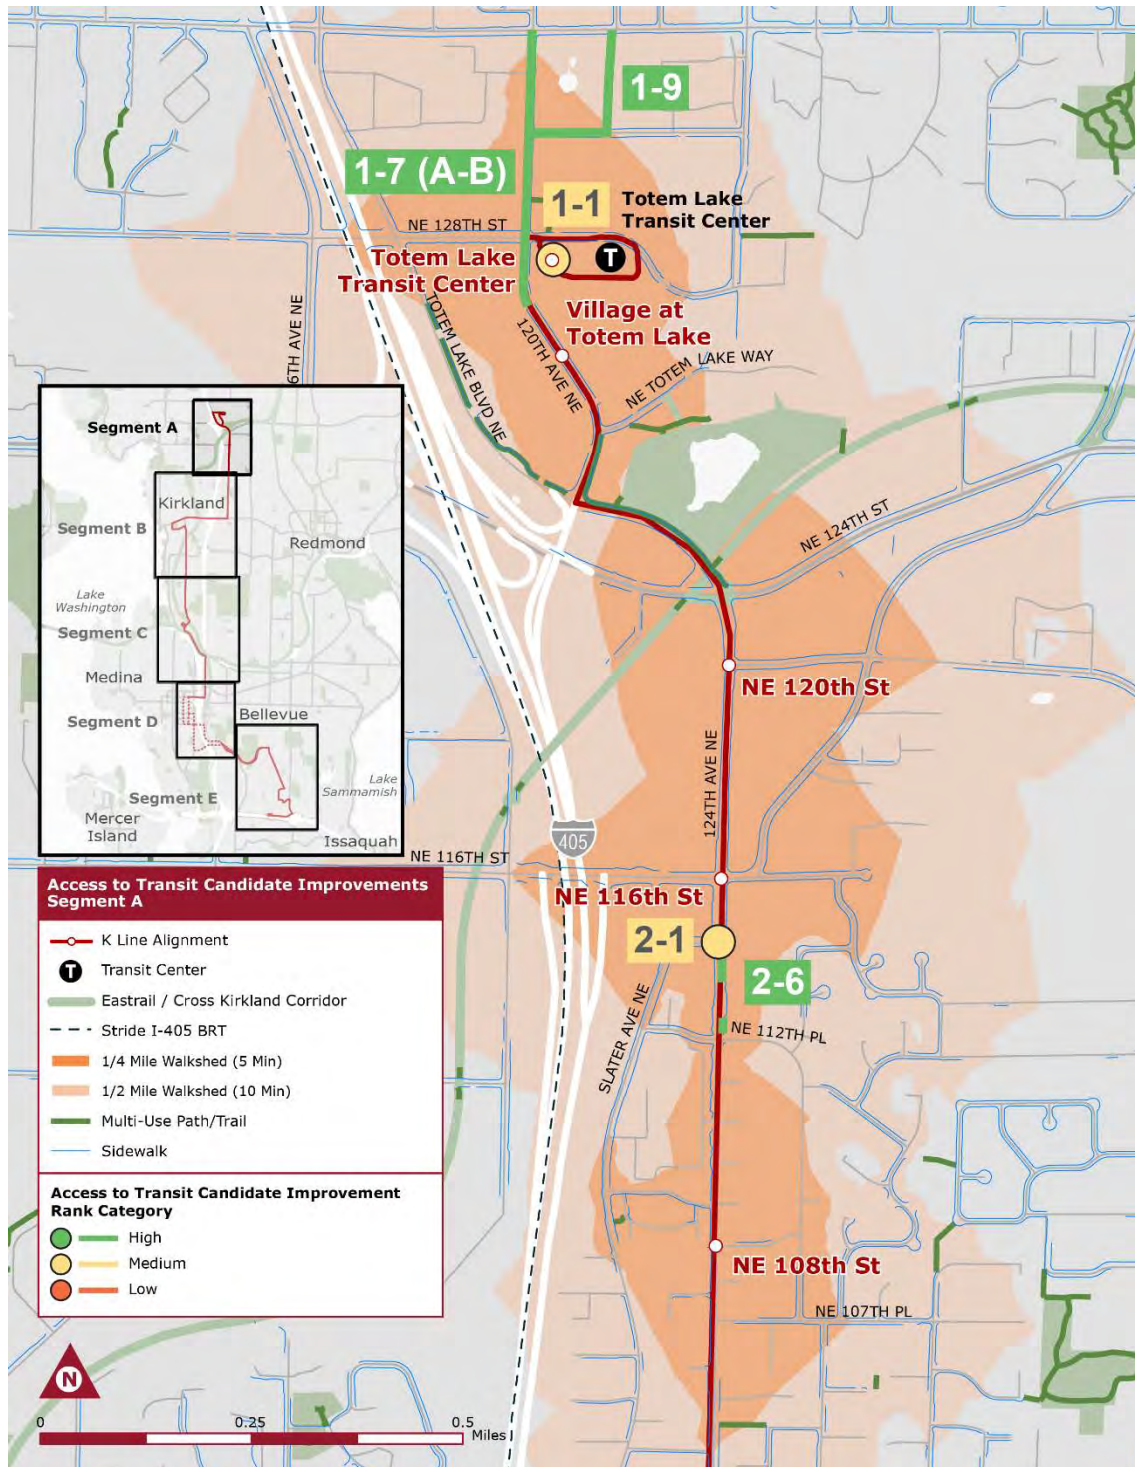 1-9
1-7 (A-B)
1-1
Totem Lake
Transit Center
NE 128TH ST
Totem Lake
Transit Center
T
Village at
Totem Lake
TOTEM LAKE BLVD NE
120TH AVE NE
NE TOTEM LAKE WAY
6TH AVE NE
NE 124TH ST
Segment A
Kirkland
Segment B
Redmond
Lake
Washington
Segment C
Medina
Segment D
Bellevue
Segment E
Lake
Sammamish
Mercer
Island
Issaquah
NE 120th St
124TH AVE NE
405
NE 116TH ST
NE 116th St
2-1
2-6
SLATER AVE NE
NE 112TH PL
NE 108th St
NE 107TH PL
Access to Transit Candidate Improvements
Segment A
K Line Alignment
T
Transit Center
Eastrail / Cross Kirkland Corridor
Stride I-405 BRT
1/4 Mile Walkshed (5 Min)
1/2 Mile Walkshed (10 Min)
Multi-Use Path/Trail
Sidewalk
Access to Transit Candidate Improvement
Rank Category
High
Medium
Low
N
0 0.25 0.5
Miles